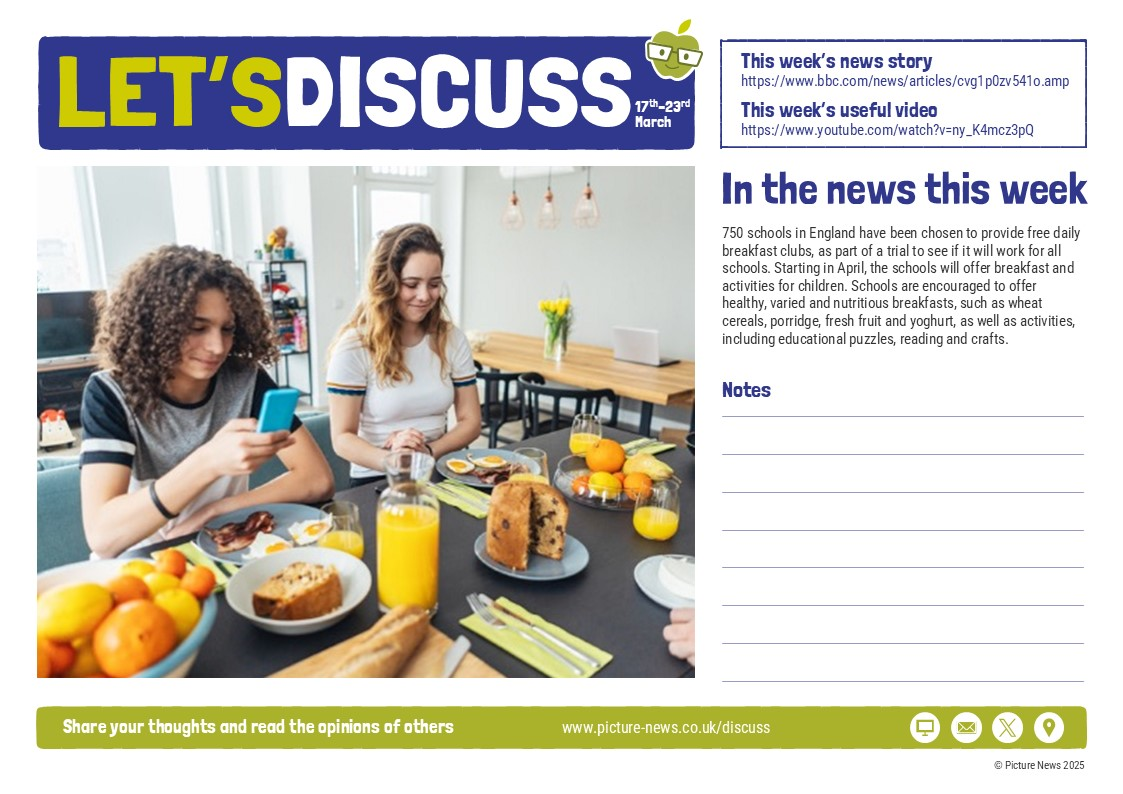 LET'S DISCUSS
17th–23rd
March
This week's news story
https://www.bbc.com/news/articles/cvg1p0zv541o.amp
This week's useful video
https://www.youtube.com/watch?v=ny_K4mcz3pQ
In the news this week
750 schools in England have been chosen to provide free daily
breakfast clubs, as part of a trial to see if it will work for all
schools. Starting in April, the schools will offer breakfast and
activities for children. Schools are encouraged to offer
healthy, varied and nutritious breakfasts, such as wheat
cereals, porridge, fresh fruit and yoghurt, as well as activities,
including educational puzzles, reading and crafts.
Notes
Share your thoughts and read the opinions of others
www.picture-news.co.uk/discuss
© Picture News 2025